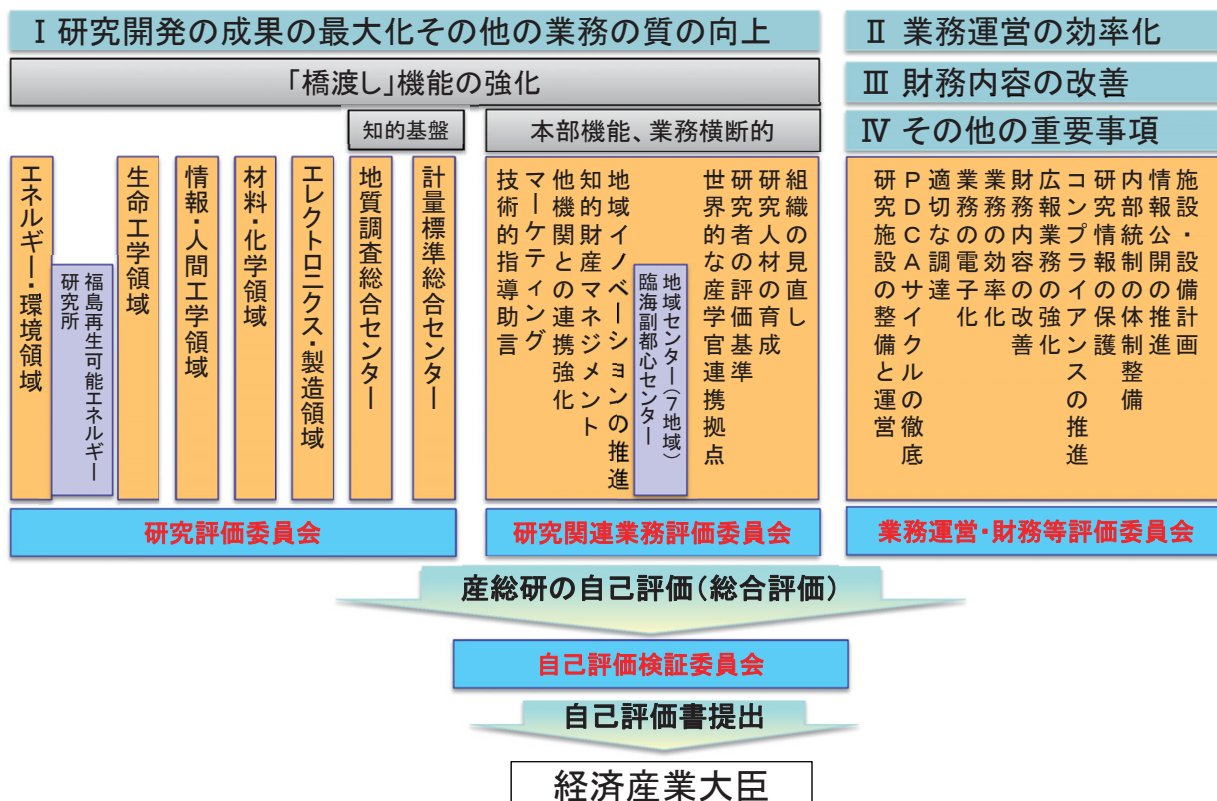 Ⅰ 研究開発の成果の最大化その他の業務の質の向上
「橋渡し」機能の強化
知的基盤
本部機能、業務横断的
Ⅱ 業務運営の効率化
Ⅲ 財務内容の改善
Ⅳ その他の重要事項
エネルギー・環境領域
福島再生可能エネルギー
研究所
生命工学領域
情報・人間工学領域
材料・化学領域
エレクトロニクス・製造領域
地質調査総合センター
計量標準総合センター
技術的指導助言
マーケティング
他機関との連携強化
知的財産マネジメント
地域イノベーションの推進
地域センター(7地域)
臨海副都心センター
世界的な産学官連携拠点
研究者の評価基準
研究人材の育成
組織の見直し
研究施設の整備と運営
PDCAサイクルの徹底
適切な調達
業務の電子化
業務の効率化
財務内容の改善
広報業務の強化
コンプライアンスの推進
研究情報の保護
内部統制の体制整備
情報公開の推進
施設・設備計画
研究評価委員会
研究関連業務評価委員会
業務運営・財務等評価委員会
産総研の自己評価(総合評価)
自己評価検証委員会
自己評価書提出
経済産業大臣